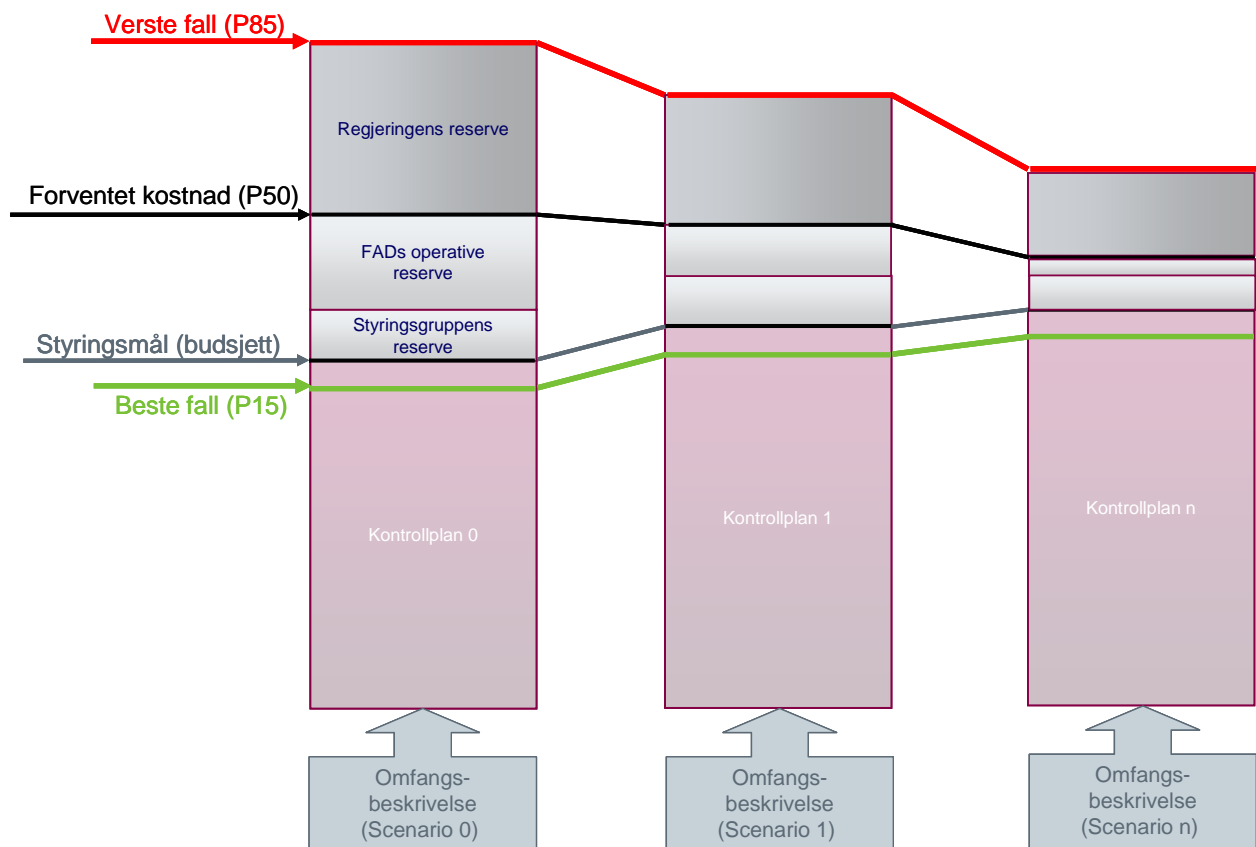 Verste fall (P85)
Regjeringens reserve
Forventet kostnad (P50)
FADs operative
reserve
Styringsgruppens
reserve
Styringsmål (budsjett)
Beste fall (P15)
Kontrollplan 0
Kontrollplan 1
Kontrollplan n
Omfangs-
beskrivelse
(Scenario 0)
Omfangs-
beskrivelse
(Scenario 1)
Omfangs-
beskrivelse
(Scenario n)